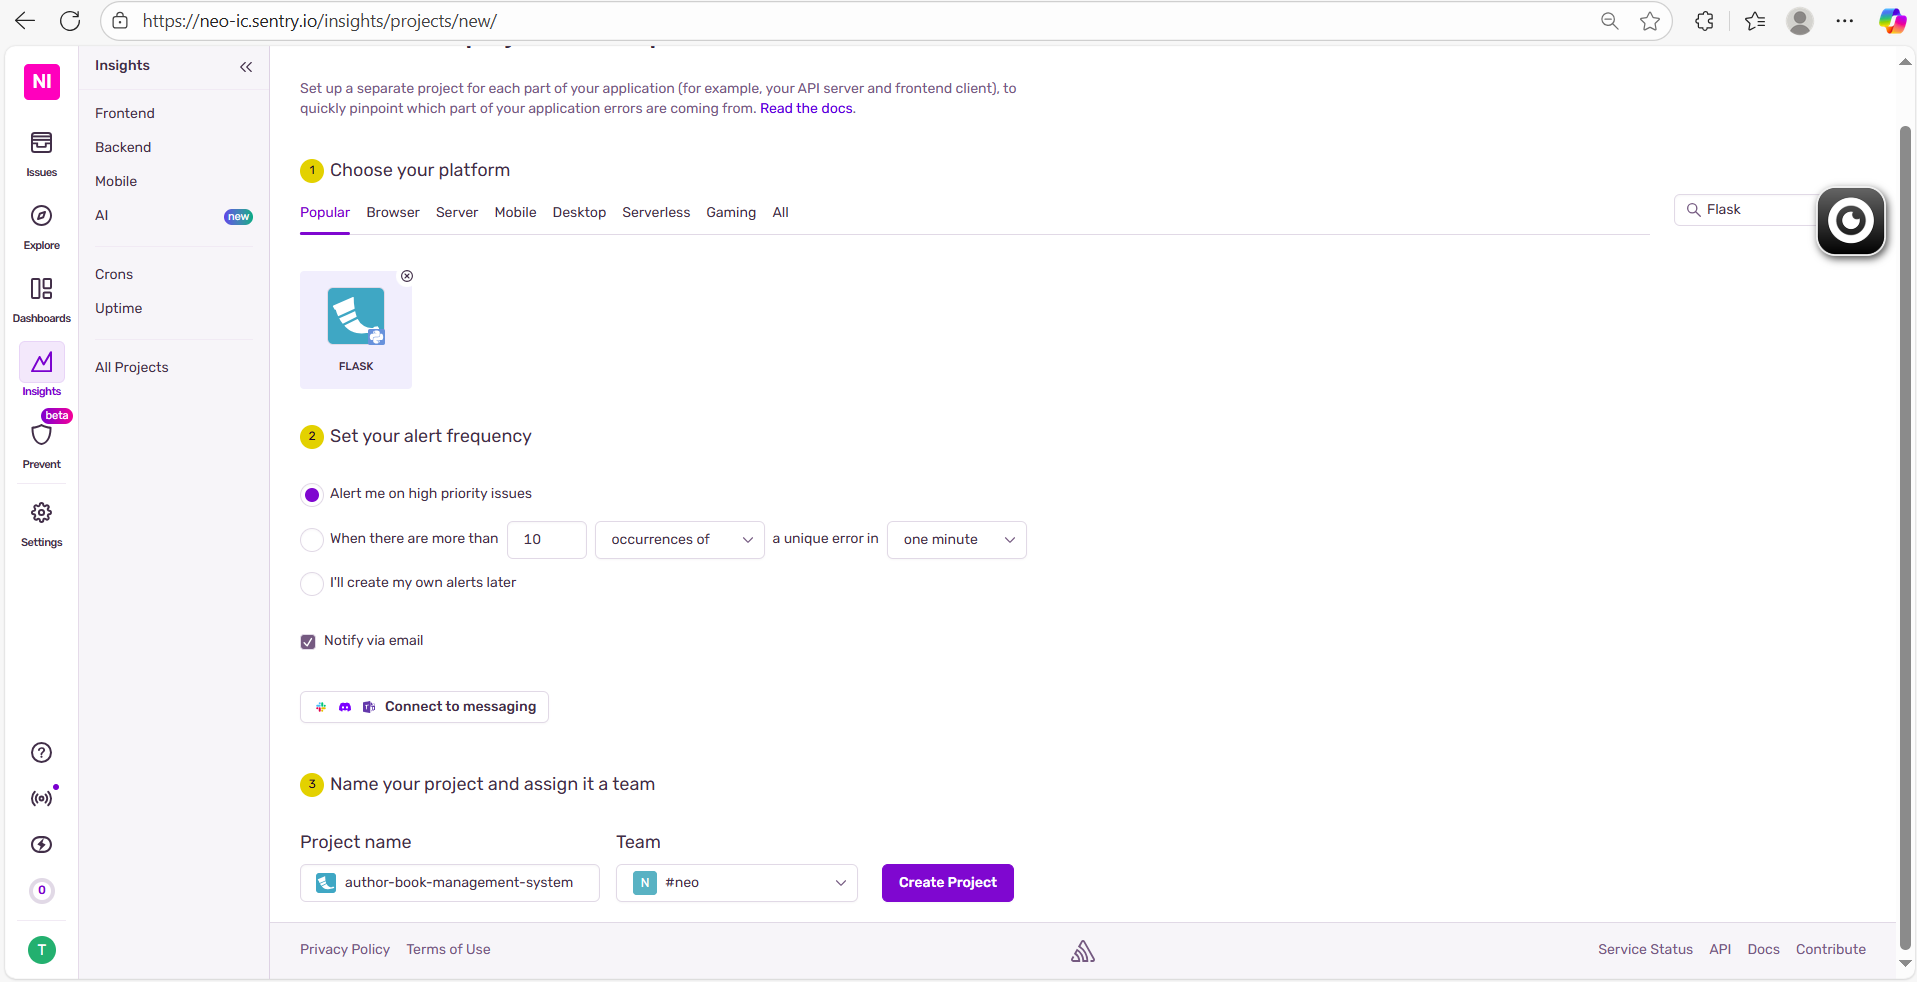 https://neo-ic.sentry.io/insights/projects/new/
NI
Issues
Explore
Dashboards
Insights
beta
Prevent
Settings
0
T
Insights
Frontend
Backend
Mobile
AI new
Crons
Uptime
All Projects
Set up a separate project for each part of your application (for example, your API server and frontend client), to
quickly pinpoint which part of your application errors are coming from. Read the docs.
1 Choose your platform
Popular Browser Server Mobile Desktop Serverless Gaming All
Flask
FLASK
2 Set your alert frequency
Alert me on high priority issues
When there are more than 10 occurrences of a unique error in one minute
I'll create my own alerts later
Notify via email
Connect to messaging
3 Name your project and assign it a team
Project name Team
author-book-management-system N #neo Create Project
Privacy Policy Terms of Use Service Status API Docs Contribute